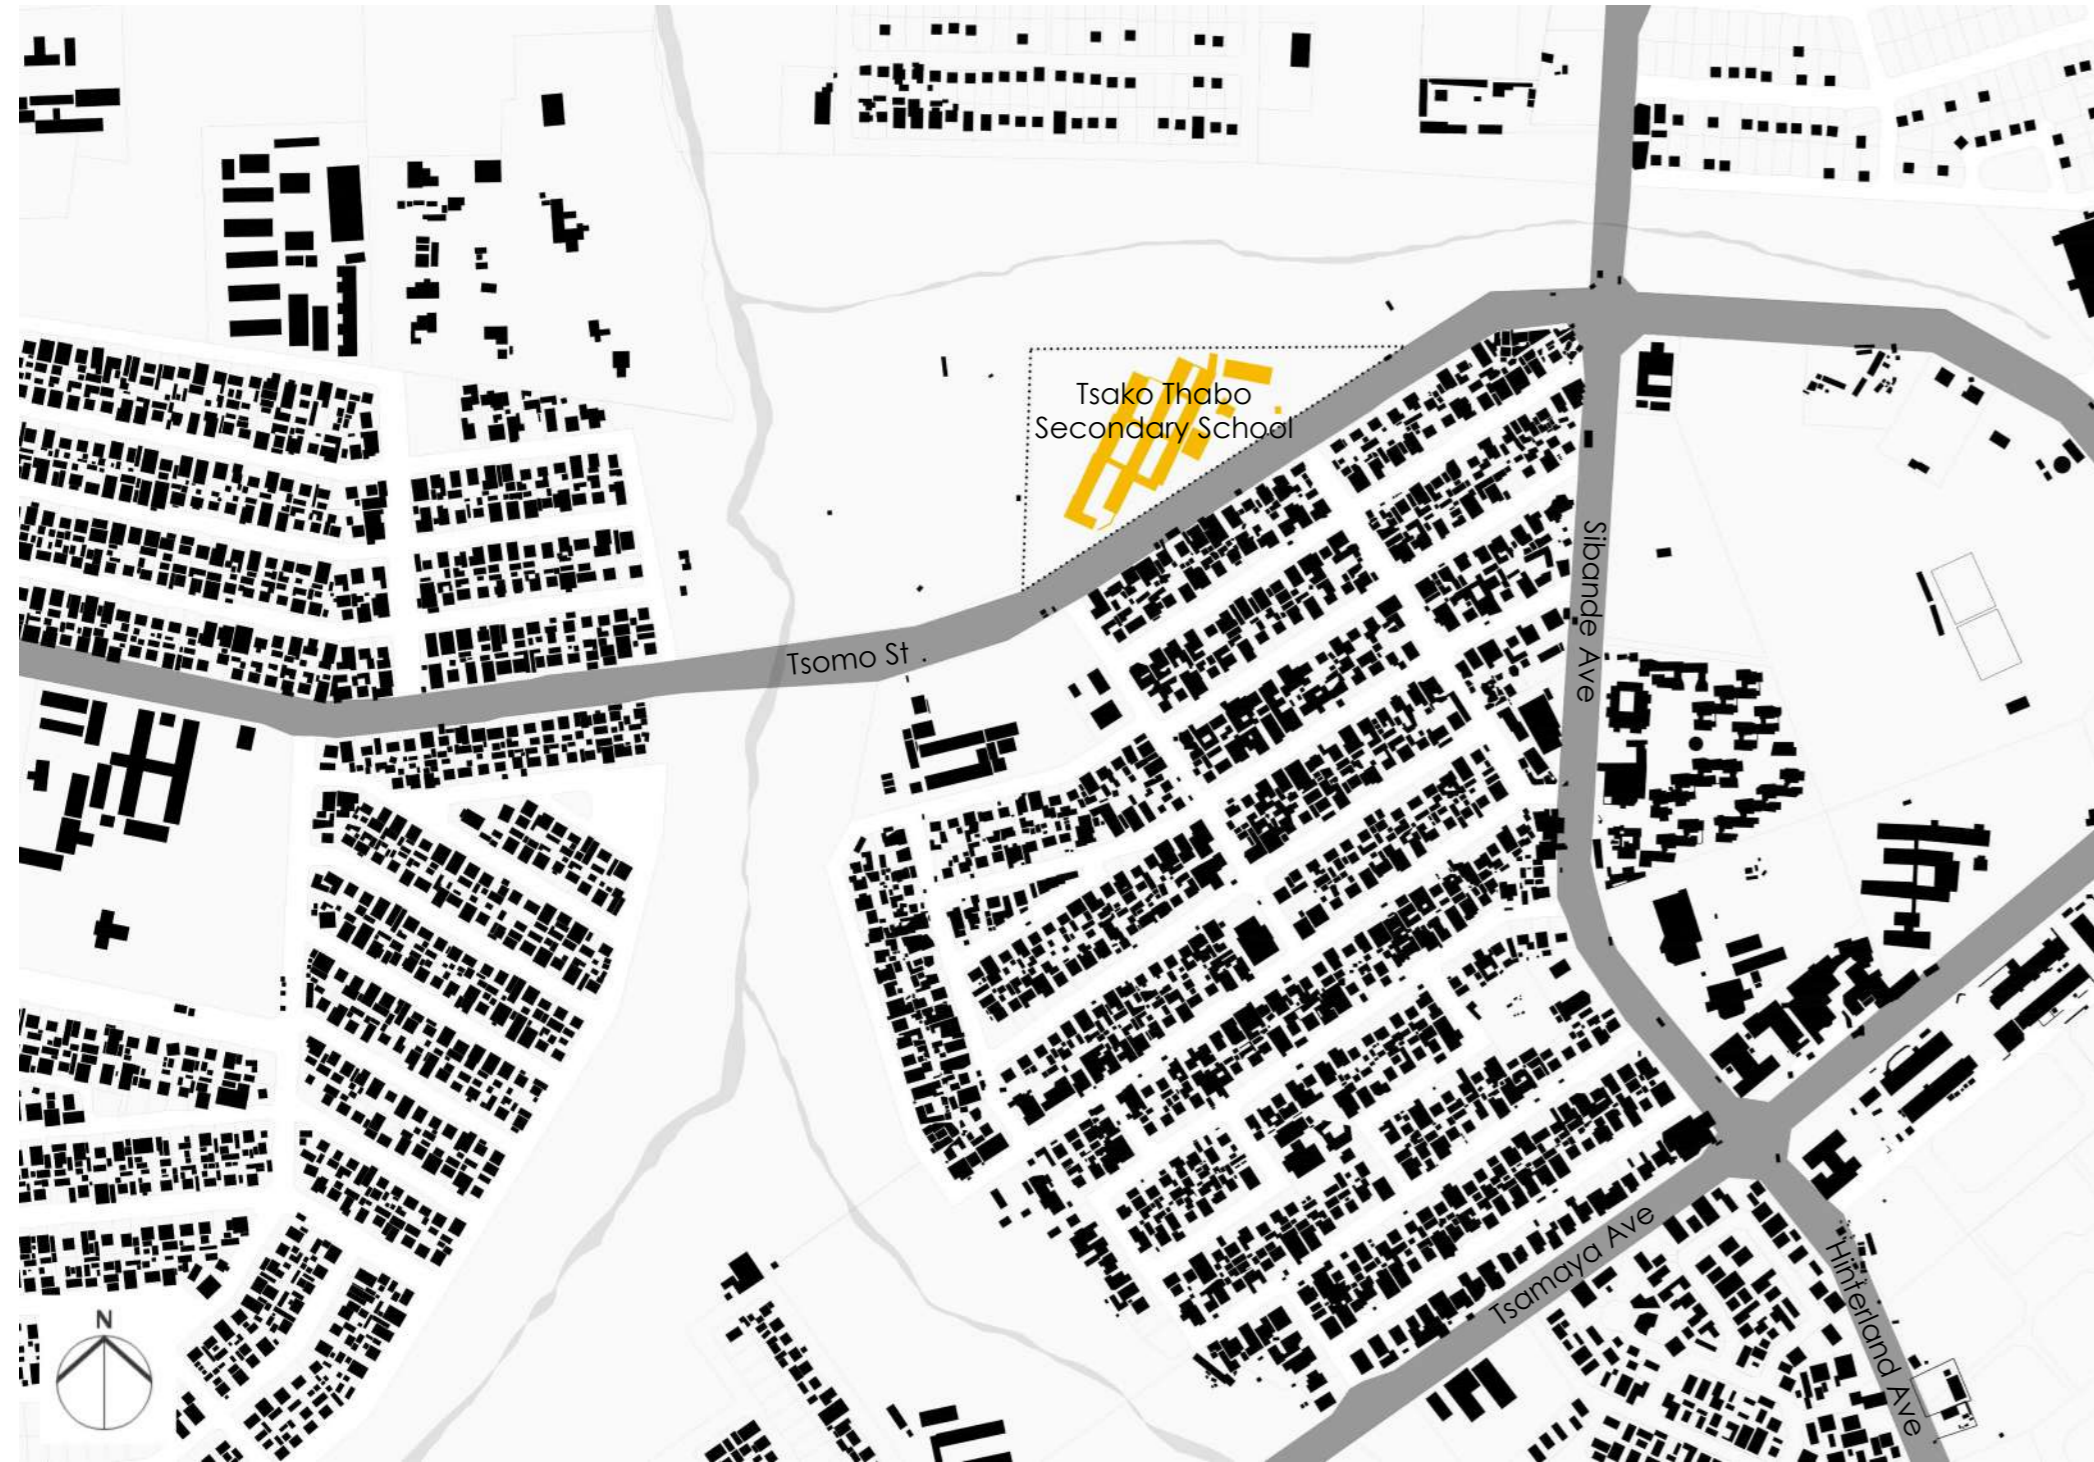 Tsako Thabo
Secondary School
Sibande Ave
Tsomo St
Tsamaya Ave
Hinterland Ave
N